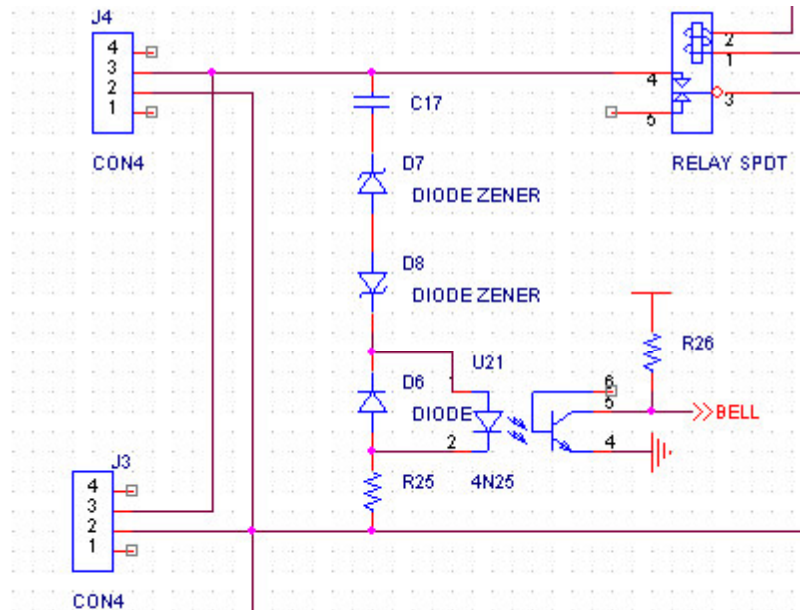 J4
4
3
2
1
CON4
C17
D7
DIODE ZENER
D8
DIODE ZENER
2
1
4
3
5
RELAY SPDT
U21
R26
D6
DIODE
6
5
BELL
2
4
R25
4N25
J3
4
3
2
1
CON4